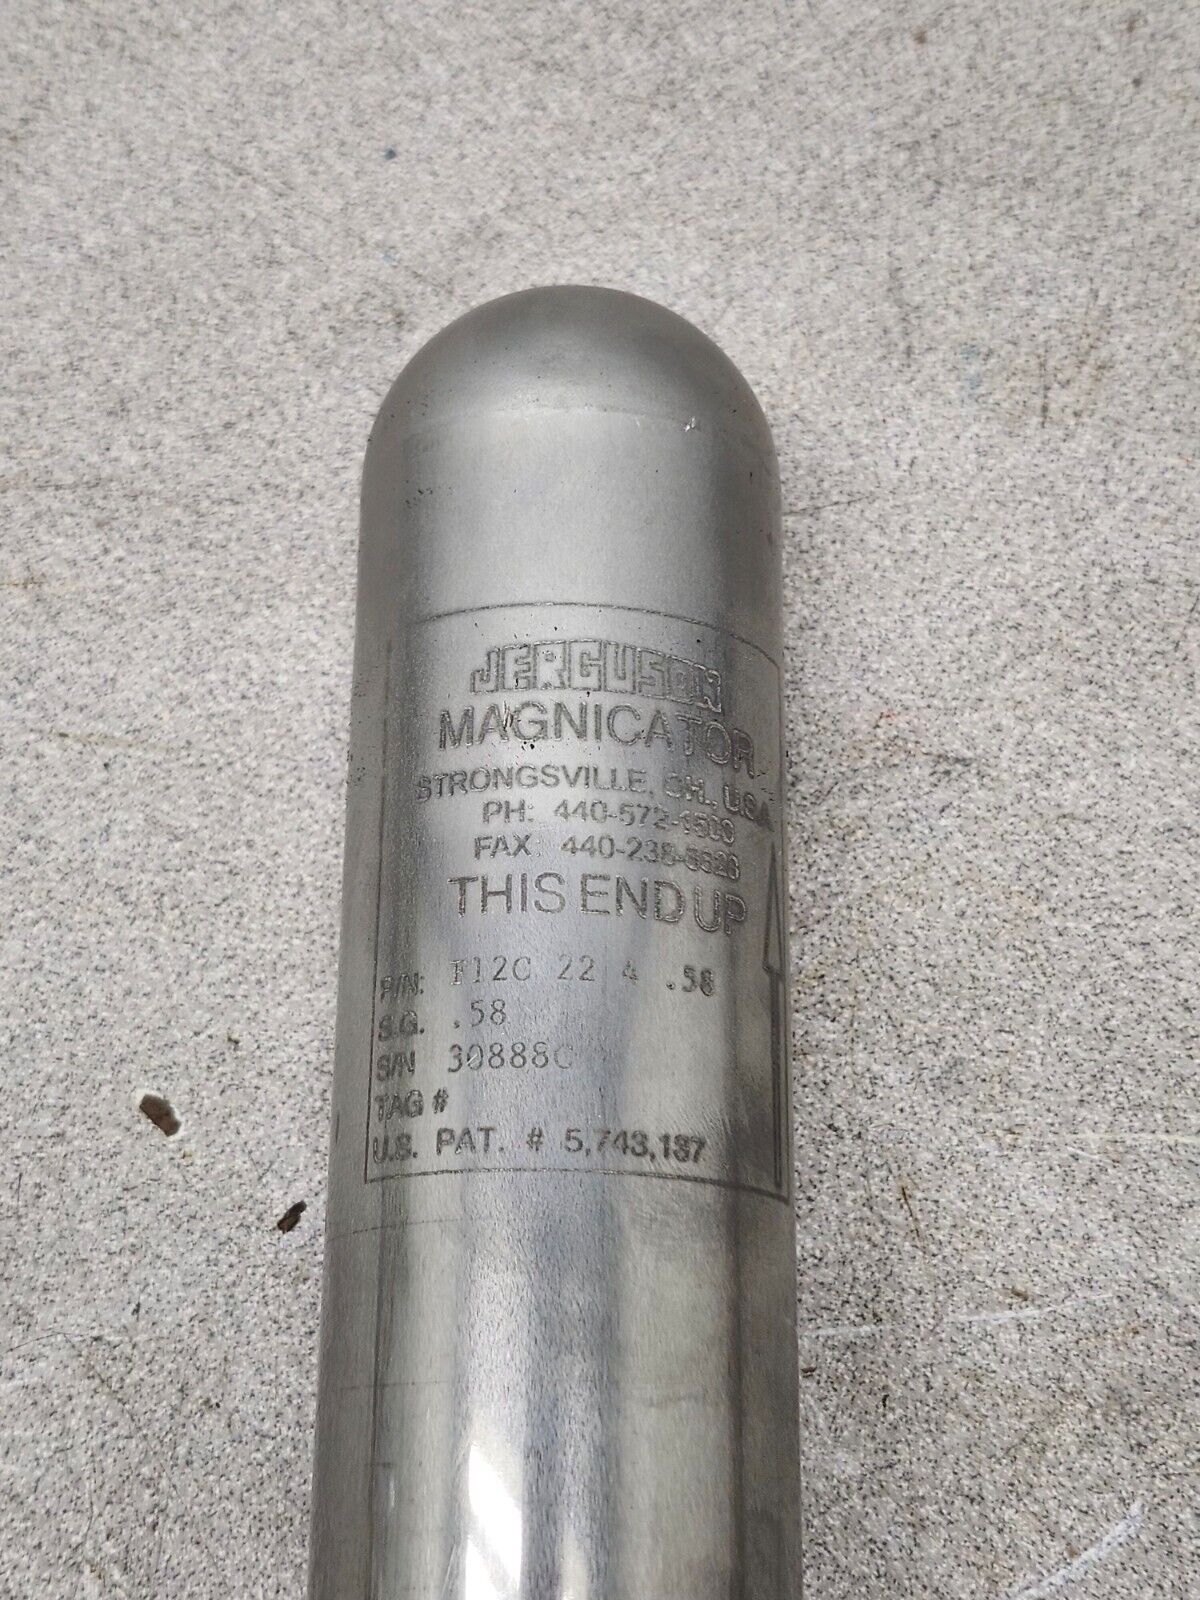 JERGUSON
MAGNICATOR
STRONGSVILLE, OH., USA
PH: 440-572-1500
FAX: 440-238-8828
THIS END UP
P/N: F12C 22 4 .58
S.G. .58
S/N 30888C
TAG #
U.S. PAT. # 5,743,137